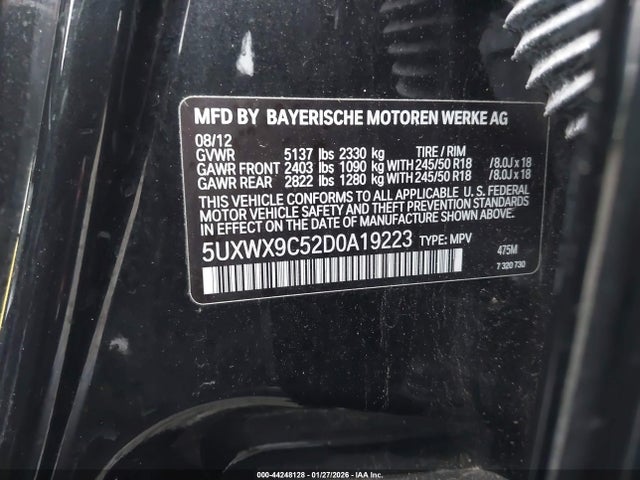 MFD BY BAYERISCHE MOTOREN WERKE AG
08/12
GVWR 5137 lbs 2330 kg TIRE / RIM
GAWR FRONT 2403 lbs 1090 kg WITH 245/50 R18 /8.0J x 18
GAWR REAR 2822 lbs 1280 kg WITH 245/50 R18 /8.0J x 18
THIS VEHICLE CONFORMS TO ALL APPLICABLE U. S. FEDERAL
MOTOR VEHICLE SAFETY AND THEFT PREVENTION STANDARDS
IN EFFECT ON DATE OF MANUFACTURE SHOWN ABOVE.
5UXWX9C52D0A19223 TYPE: MPV 475M
7 320 730
000-44248128 - 01/27/2026 - IAA Inc.